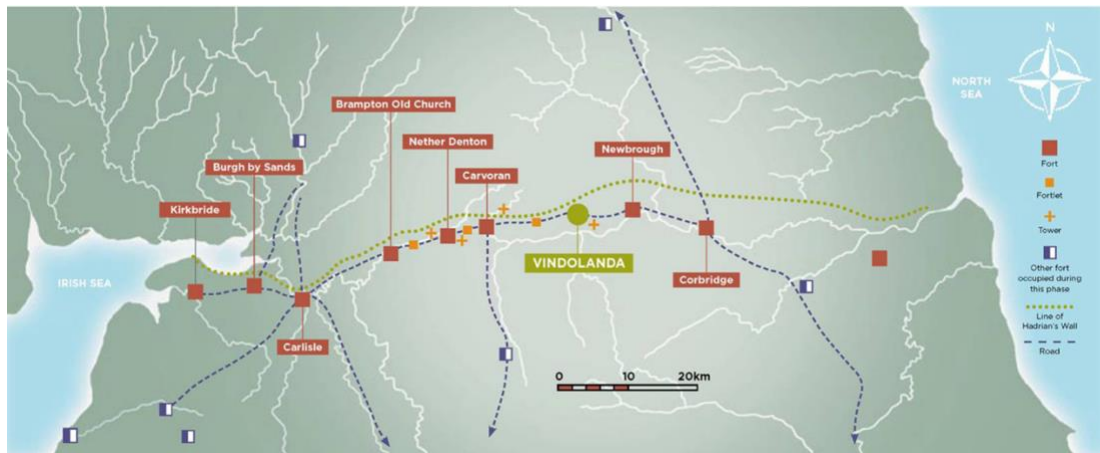 N
NORTH
SEA
Brampton Old Church
Nether Denton
Newbrough
Burgh by Sands
Carvoran
Kirkbride
VINDOLANDA
Corbridge
IRISH SEA
Carlisle
0 10 20km
Fort
Fortlet
Tower
Other fort
occupied during
this phase
Line of
Hadrian's Wall
Road